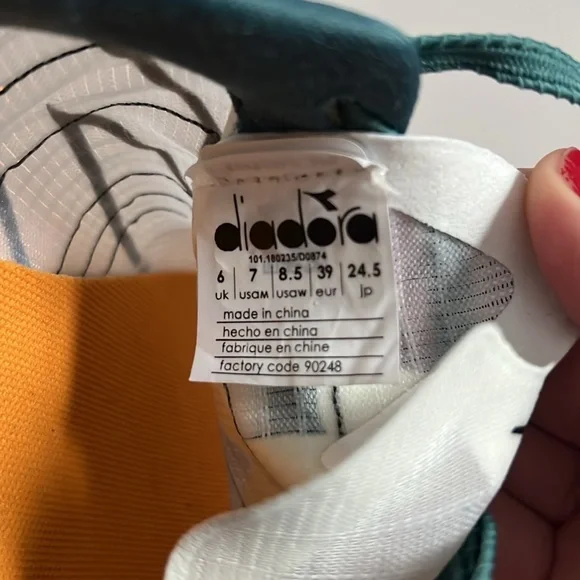 diadora
101.180235/D0874
6 7 8.5 39 24.5
uk usaM usaW eur jp
made in china
hecho en china
fabrique en chine
factory code 90248